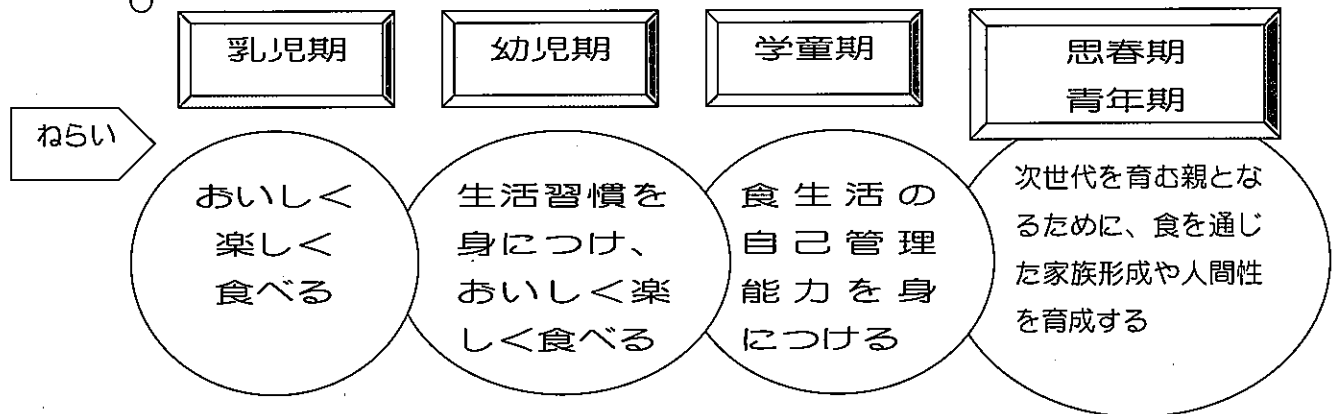 乳児期
幼児期
学童期
思春期
青年期
ねらい
おいしく
楽しく
食べる
生活習慣を
身につけ、
おいしく楽
しく食べる
食生活の
自己管理
能力を身
につける
次世代を育む親とな
るために、食を通じ
た家族形成や人間性
を育成する